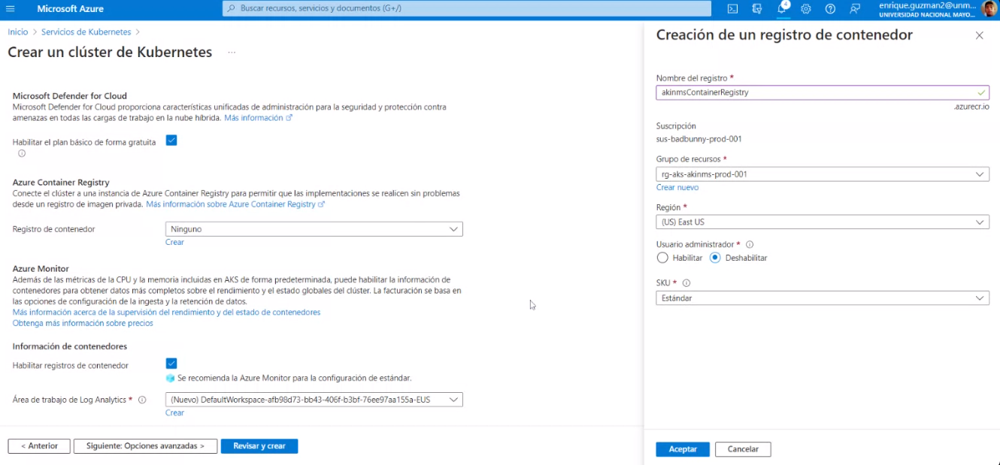 Microsoft Azure
Buscar recursos, servicios y documentos (G+/)
4
enrique.guzman2@unm...
UNIVERSIDAD NACIONAL MAYO...
Inicio > Servicios de Kubernetes >
Crear un clúster de Kubernetes ...
Microsoft Defender for Cloud
Microsoft Defender for Cloud proporciona características unificadas de administración para la seguridad y protección contra
amenazas en todas las cargas de trabajo en la nube híbrida. Más información
Habilitar el plan básico de forma gratuita
Azure Container Registry
Conecte el clúster a una instancia de Azure Container Registry para permitir que las implementaciones se realicen sin problemas
desde un registro de imagen privada. Más información sobre Azure Container Registry
Registro de contenedor
Ninguno
Crear
Azure Monitor
Además de las métricas de la CPU y la memoria incluidas en AKS de forma predeterminada, puede habilitar la información de
contenedores para obtener datos más completos sobre el rendimiento y el estado globales del clúster. La facturación se basa en
las opciones de configuración de la ingesta y la retención de datos.
Más información acerca de la supervisión del rendimiento y del estado de contenedores
Obtenga más información sobre precios
Información de contenedores
Habilitar registros de contenedor
Se recomienda la Azure Monitor para la configuración de estándar.
Área de trabajo de Log Analytics *
(Nuevo) DefaultWorkspace-afb98d73-bb43-406f-b3bf-76ee97aa155a-EUS
Crear
< Anterior
Siguiente: Opciones avanzadas >
Revisar y crear
Creación de un registro de contenedor
Nombre del registro *
akinmsContainerRegistry
.azurecr.io
Suscripción
sus-badbunny-prod-001
Grupo de recursos *
rg-aks-akinms-prod-001
Crear nuevo
Región *
(US) East US
Usuario administrador *
Habilitar
Deshabilitar
SKU *
Estándar
Aceptar
Cancelar